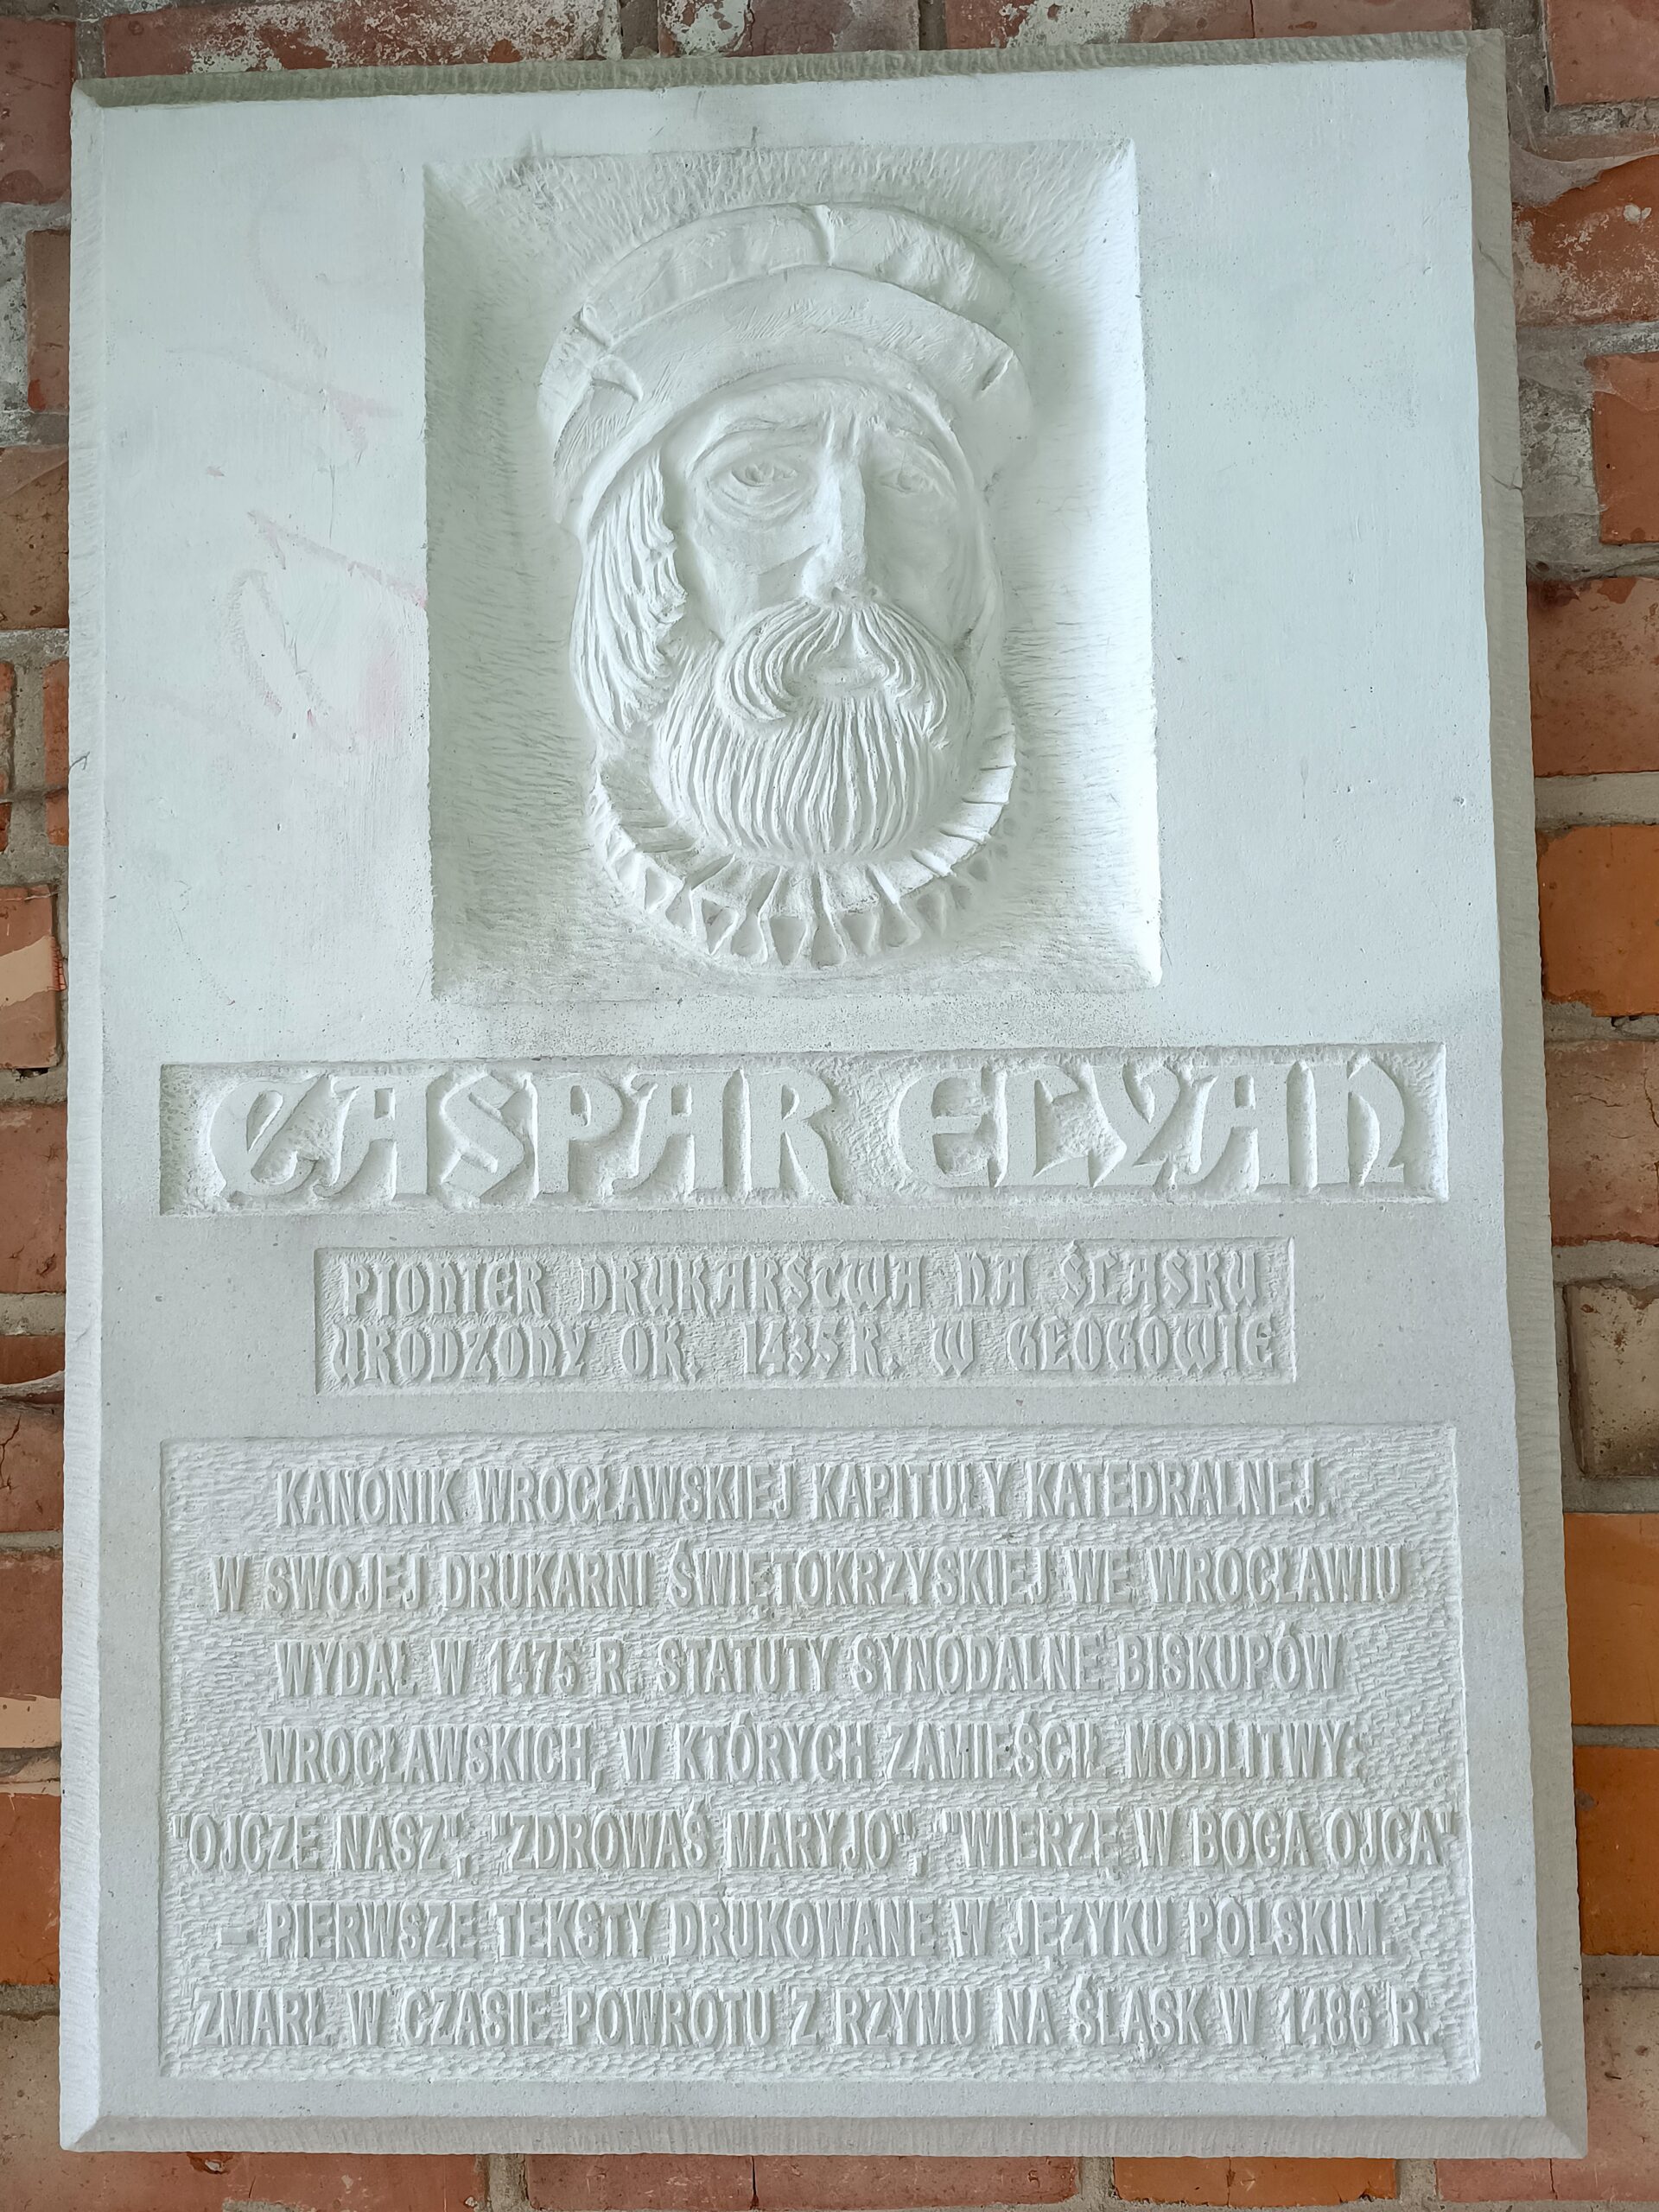 CASPAR ELYAN
PIONIER DRUKARSTWA NA ŚLĄSKU
URODZONY OK. 1435 R. W GŁOGOWIE
KANONIK WROCŁAWSKIEJ KAPITUŁY KATEDRALNEJ.
W SWOJEJ DRUKARNI ŚWIĘTOKRZYSKIEJ WE WROCŁAWIU
WYDAŁ W 1475 R. STATUTY SYNODALNE BISKUPÓW
WROCŁAWSKICH, W KTÓRYCH ZAMIEŚCIŁ MODLITWY:
"OJCZE NASZ", "ZDROWAŚ MARYJO", "WIERZĘ W BOGA OJCA"
– PIERWSZE TEKSTY DRUKOWANE W JĘZYKU POLSKIM.
ZMARŁ W CZASIE POWROTU Z RZYMU NA ŚLĄSK W 1486 R.